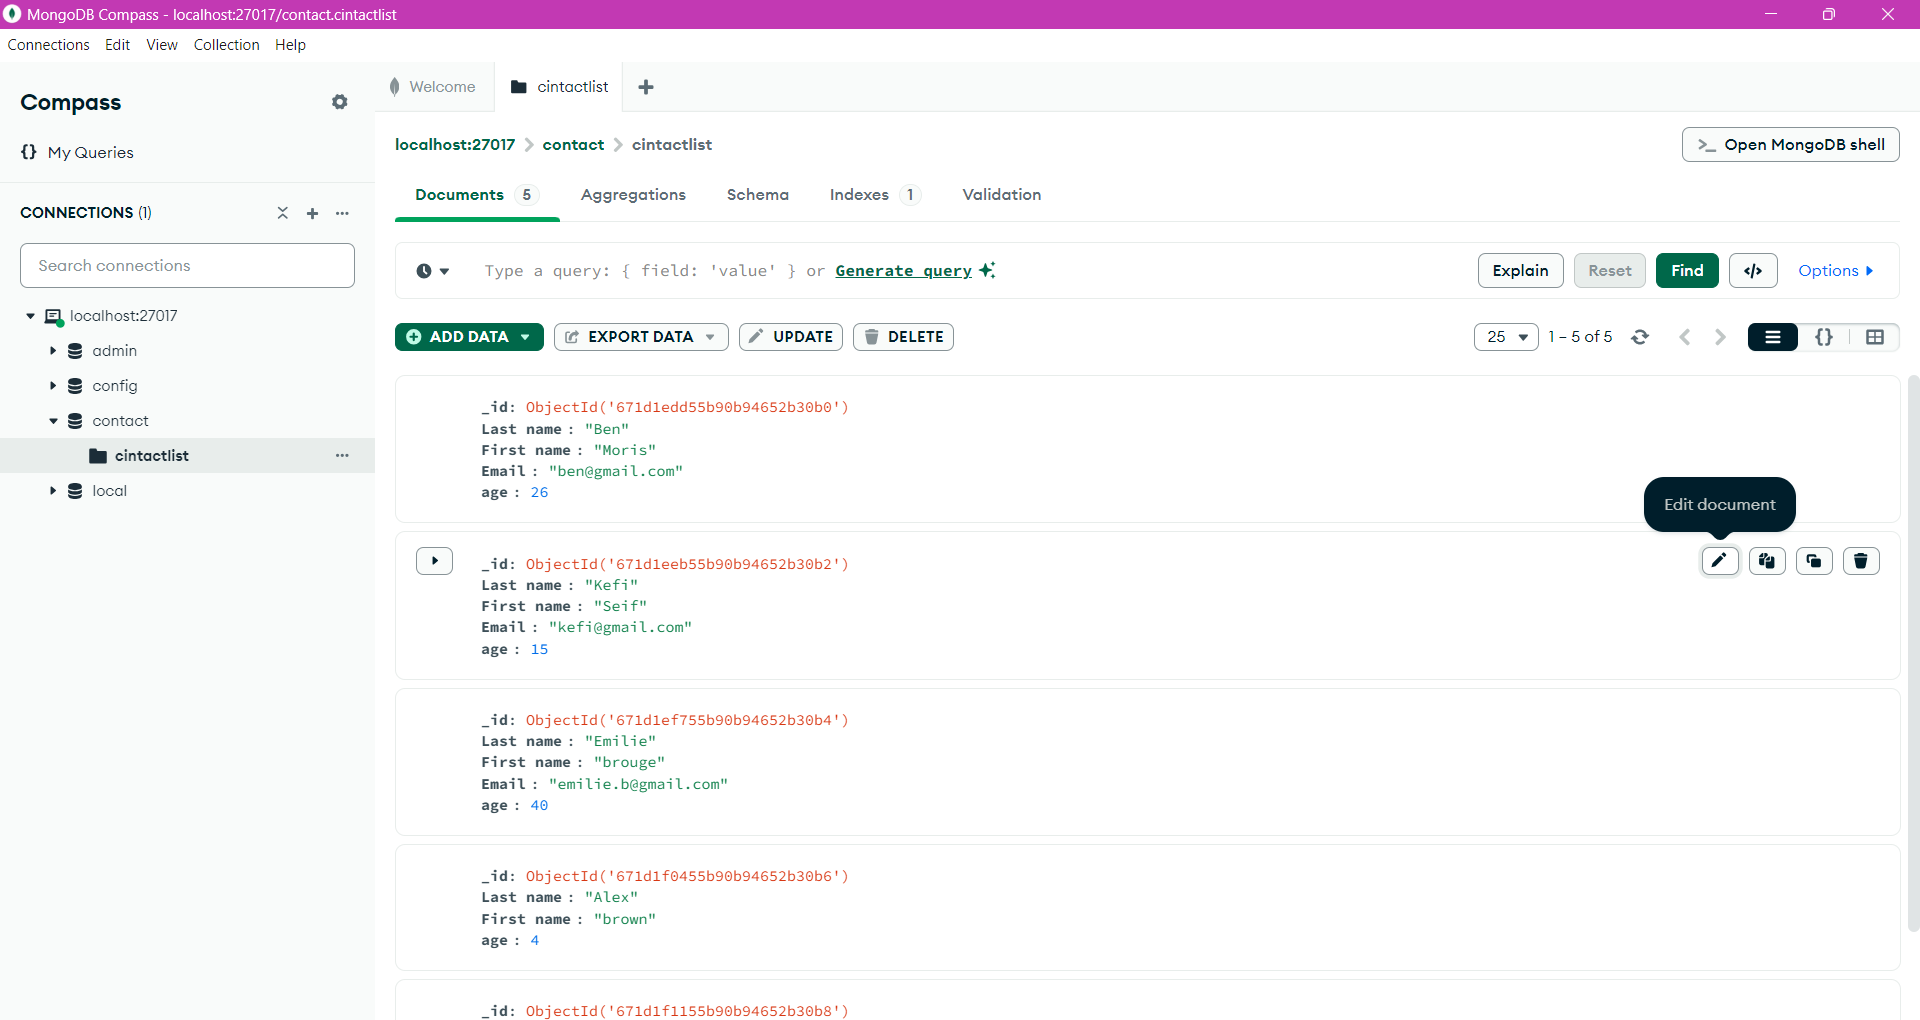 MongoDB Compass - localhost:27017/contact.cintactlist
Connections Edit View Collection Help
Compass
{} My Queries
CONNECTIONS (1)
Search connections
localhost:27017
admin
config
contact
cintactlist
local
Welcome
cintactlist
localhost:27017 > contact > cintactlist
>_ Open MongoDB shell
Documents 5 Aggregations Schema Indexes 1 Validation
Type a query: { field: 'value' } or Generate query
Explain Reset Find </> Options
ADD DATA EXPORT DATA UPDATE DELETE
25 1 – 5 of 5 {}
_id: ObjectId('671d1edd55b90b94652b30b0')
Last name : "Ben"
First name : "Moris"
Email : "ben@gmail.com"
age : 26
Edit document
_id: ObjectId('671d1eeb55b90b94652b30b2')
Last name : "Kefi"
First name : "Seif"
Email : "kefi@gmail.com"
age : 15
_id: ObjectId('671d1ef755b90b94652b30b4')
Last name : "Emilie"
First name : "brouge"
Email : "emilie.b@gmail.com"
age : 40
_id: ObjectId('671d1f0455b90b94652b30b6')
Last name : "Alex"
First name : "brown"
age : 4
_id: ObjectId('671d1f1155b90b94652b30b8')